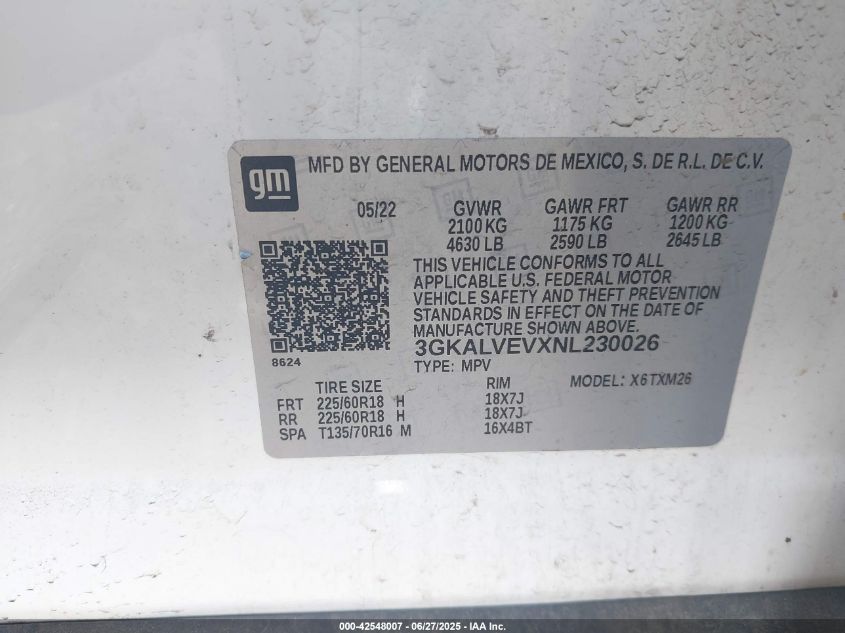 gm
MFD BY GENERAL MOTORS DE MEXICO, S. DE R.L. DE C.V.
05/22 GVWR GAWR FRT GAWR RR
2100 KG 1175 KG 1200 KG
4630 LB 2590 LB 2645 LB
THIS VEHICLE CONFORMS TO ALL
APPLICABLE U.S. FEDERAL MOTOR
VEHICLE SAFETY AND THEFT PREVENTION
STANDARDS IN EFFECT ON THE DATE OF
MANUFACTURE SHOWN ABOVE.
3GKALVEVXNL230026
8624
TYPE: MPV
MODEL: X6TXM26
TIRE SIZE RIM
FRT 225/60R18 H 18X7J
RR 225/60R18 H 18X7J
SPA T135/70R16 M 16X4BT
000-42548007 - 06/27/2025 - IAA Inc.